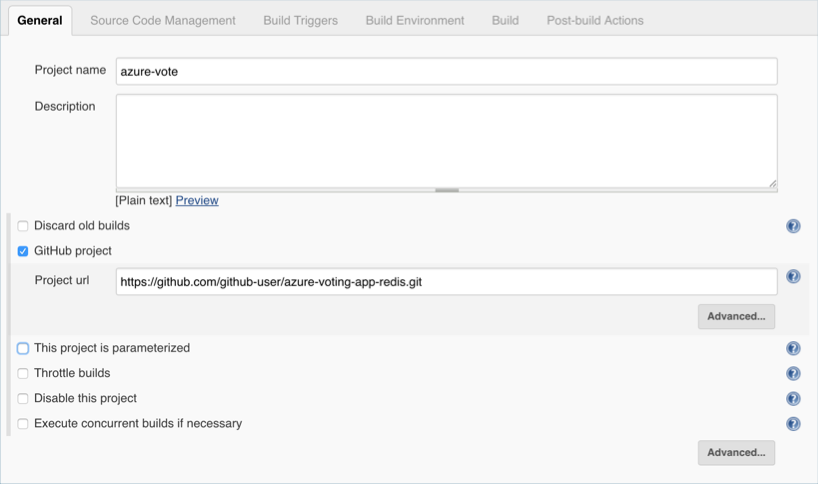 General Source Code Management Build Triggers Build Environment Build Post-build Actions
Project name azure-vote
Description
[Plain text] Preview
Discard old builds
GitHub project
Project url https://github.com/github-user/azure-voting-app-redis.git
Advanced...
This project is parameterized
Throttle builds
Disable this project
Execute concurrent builds if necessary
Advanced...